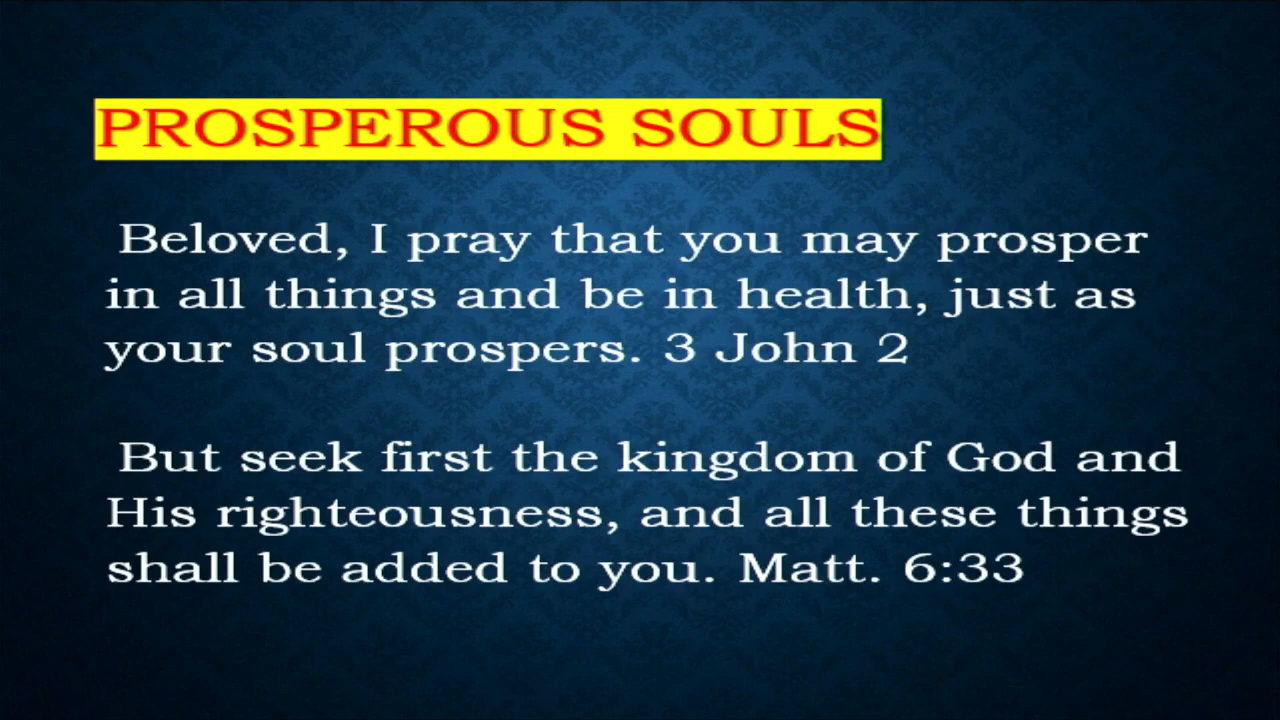 PROSPEROUS SOULS
Beloved, I pray that you may prosper
in all things and be in health, just as
your soul prospers. 3 John 2
But seek first the kingdom of God and
His righteousness, and all these things
shall be added to you. Matt. 6:33